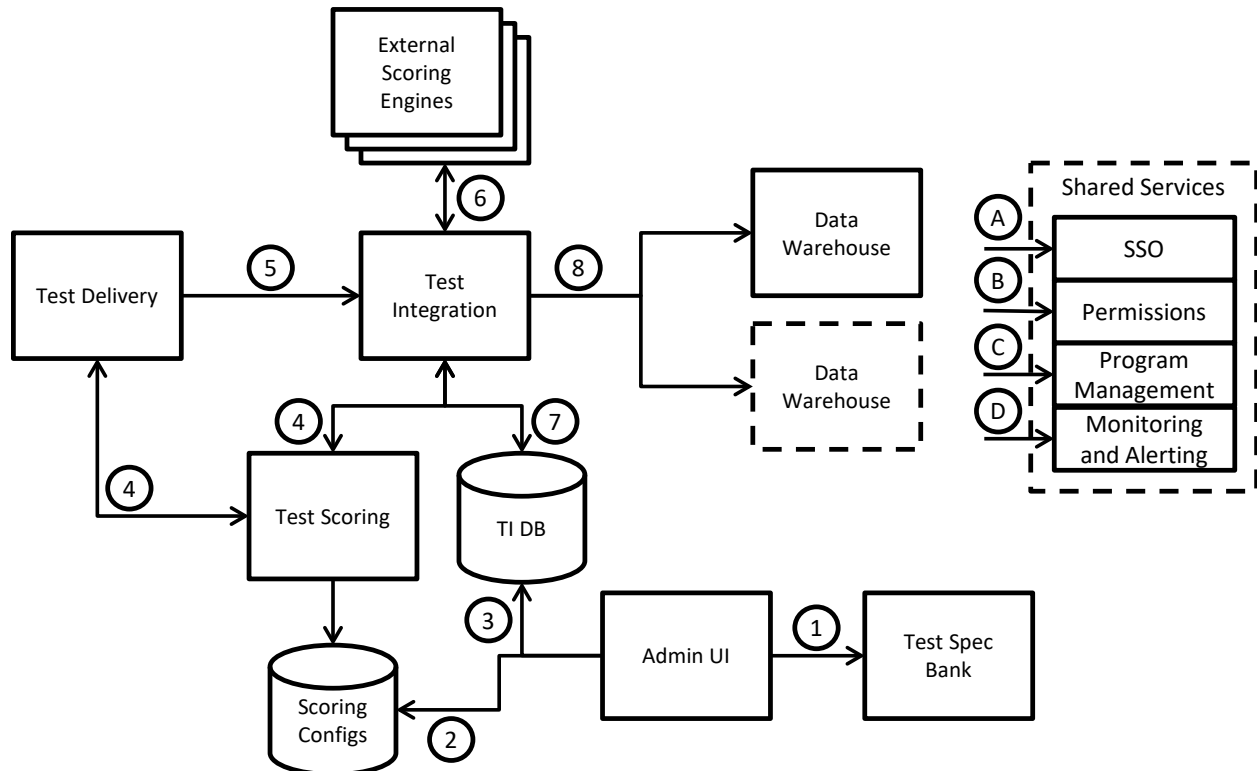 External
Scoring
Engines
6
Shared Services
A
SSO
B
Permissions
C
Program
Management
D
Monitoring
and Alerting
Data
Warehouse
Test Delivery
5
Test
Integration
8
Data
Warehouse
4
7
4
Test Scoring
TI DB
3
Admin UI
1
Test Spec
Bank
Scoring
Configs
2